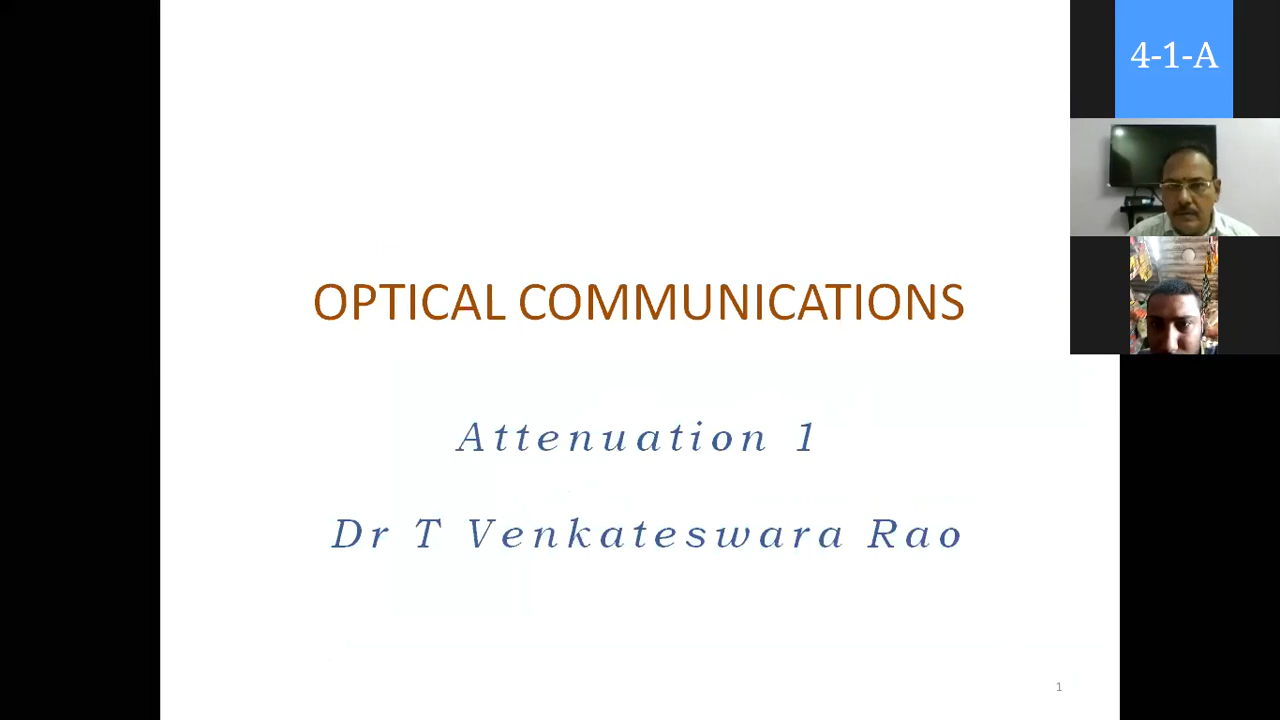 4-1-A
OPTICAL COMMUNICATIONS
Attenuation 1
Dr T Venkateswara Rao
1